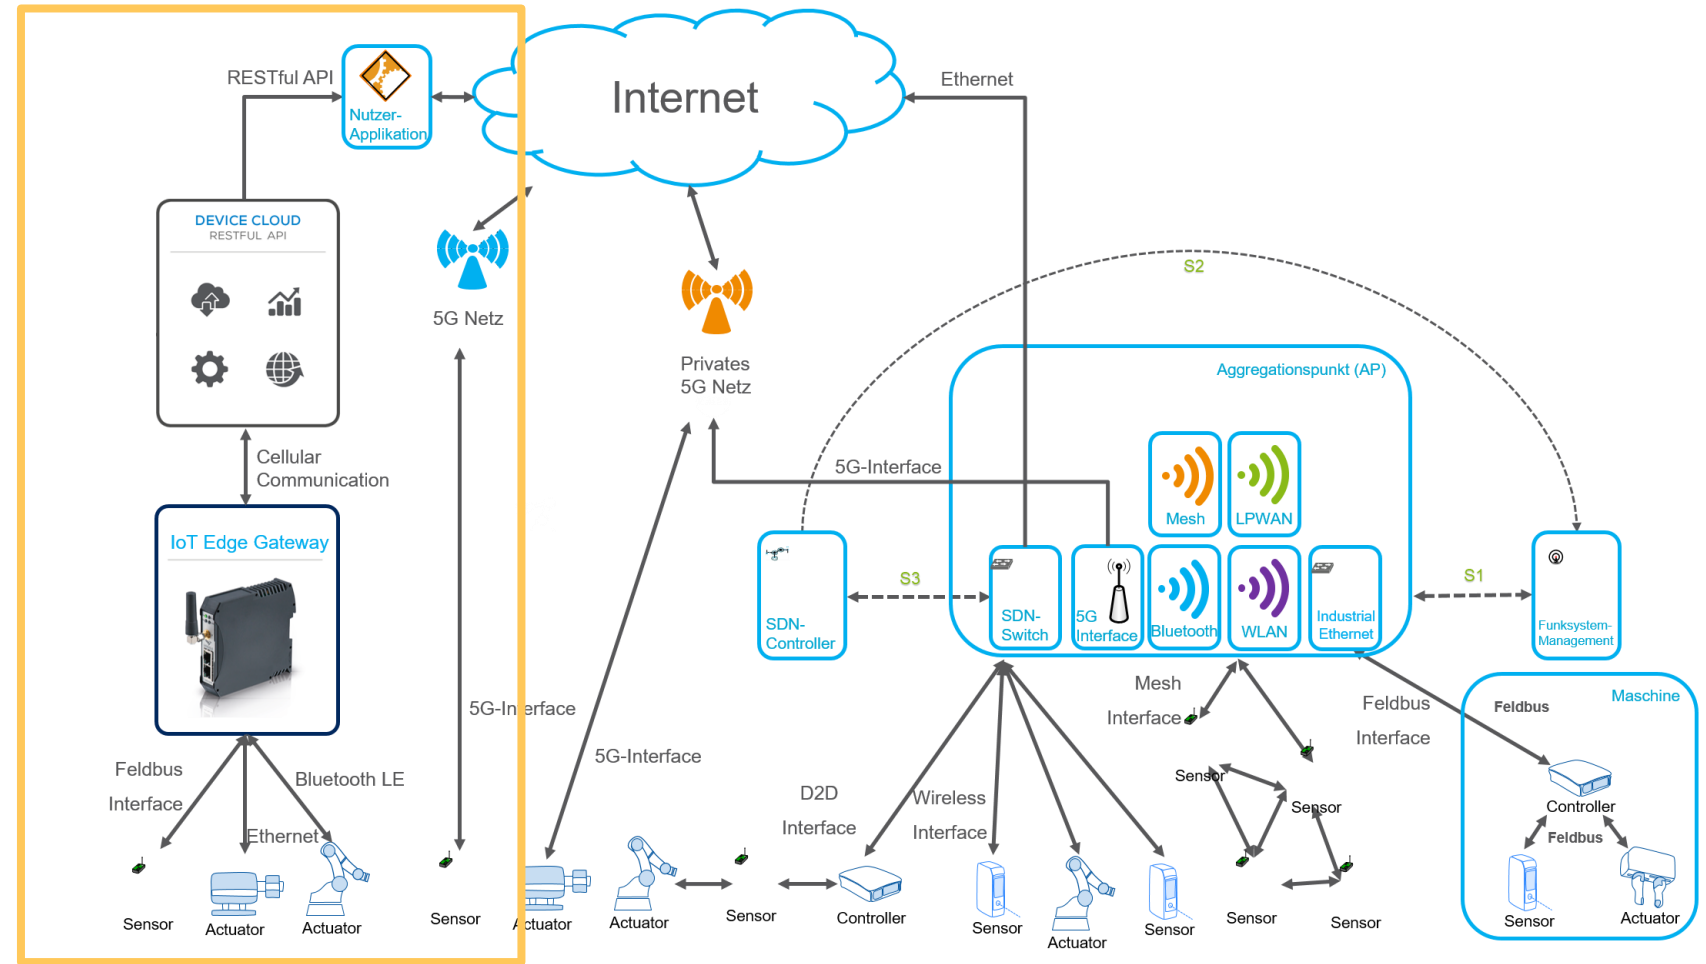 RESTful API
Nutzer-
Applikation
Internet
Ethernet
DEVICE CLOUD
RESTFUL API
5G Netz
Privates
5G Netz
S2
Aggregationspunkt (AP)
Cellular
Communication
5G-Interface
Mesh
LPWAN
IoT Edge Gateway
SDN-
Controller
S3
SDN-
Switch
5G
Interface
Bluetooth
WLAN
Industrial
Ethernet
S1
Funksystem-
Management
5G-Interface
5G-Interface
Mesh
Interface
Feldbus
Interface
Maschine
Feldbus
Controller
Feldbus
Sensor
Actuator
Feldbus
Interface
Bluetooth LE
Ethernet
D2D
Interface
Wireless
Interface
Sensor
Sensor
Sensor
Actuator
Actuator
Sensor
Actuator
Actuator
Sensor
Controller
Sensor
Actuator
Sensor
Sensor
Sensor